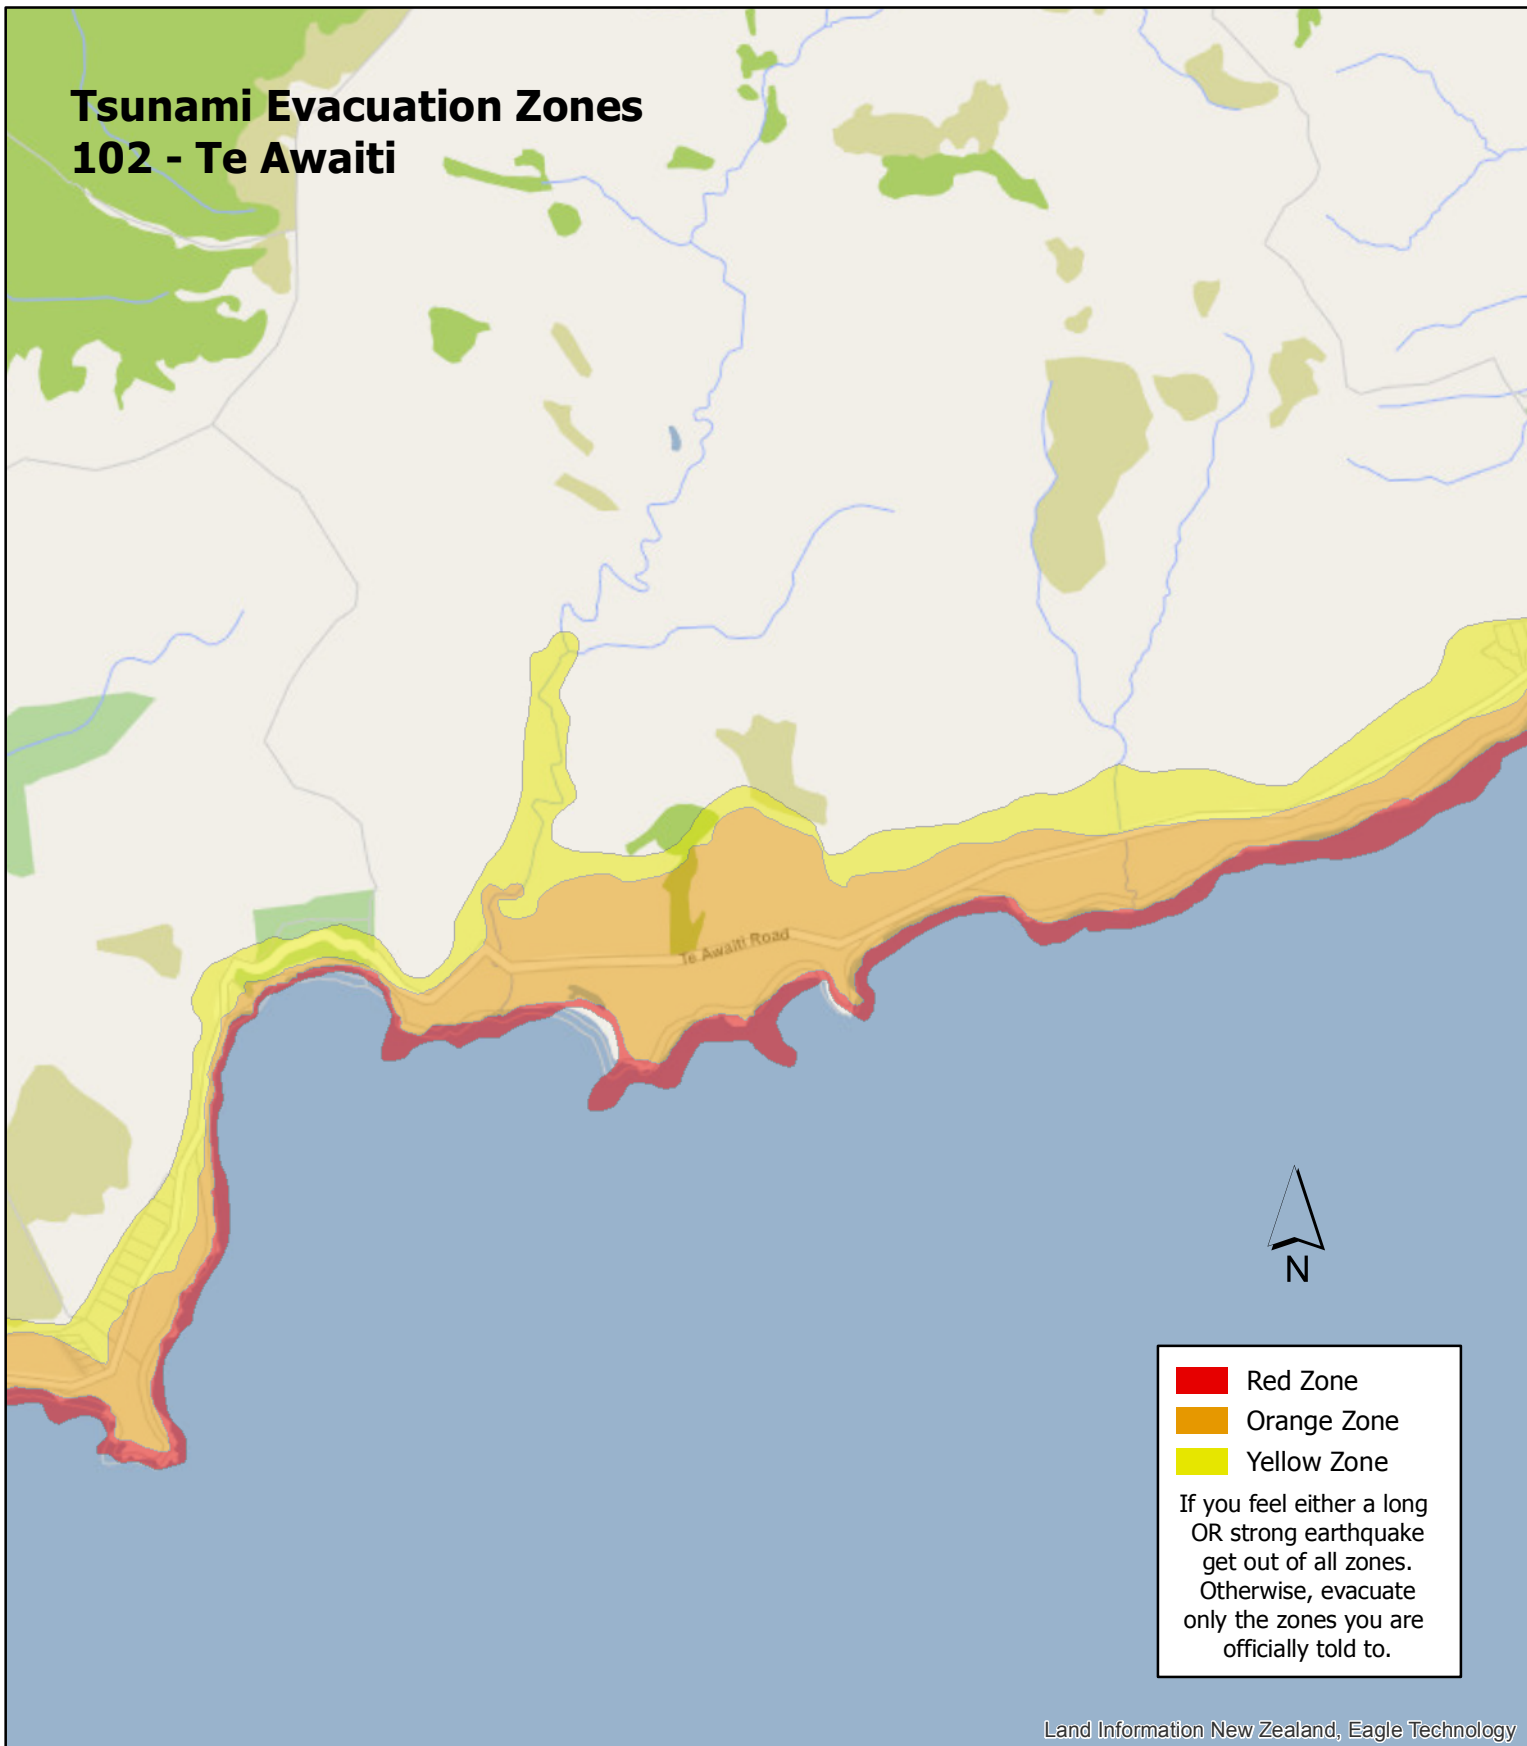 Tsunami Evacuation Zones
102 - Te Awaiti
Te Awaiti Road
N
Red Zone
Orange Zone
Yellow Zone
If you feel either a long
OR strong earthquake
get out of all zones.
Otherwise, evacuate
only the zones you are
officially told to.
Land Information New Zealand, Eagle Technology